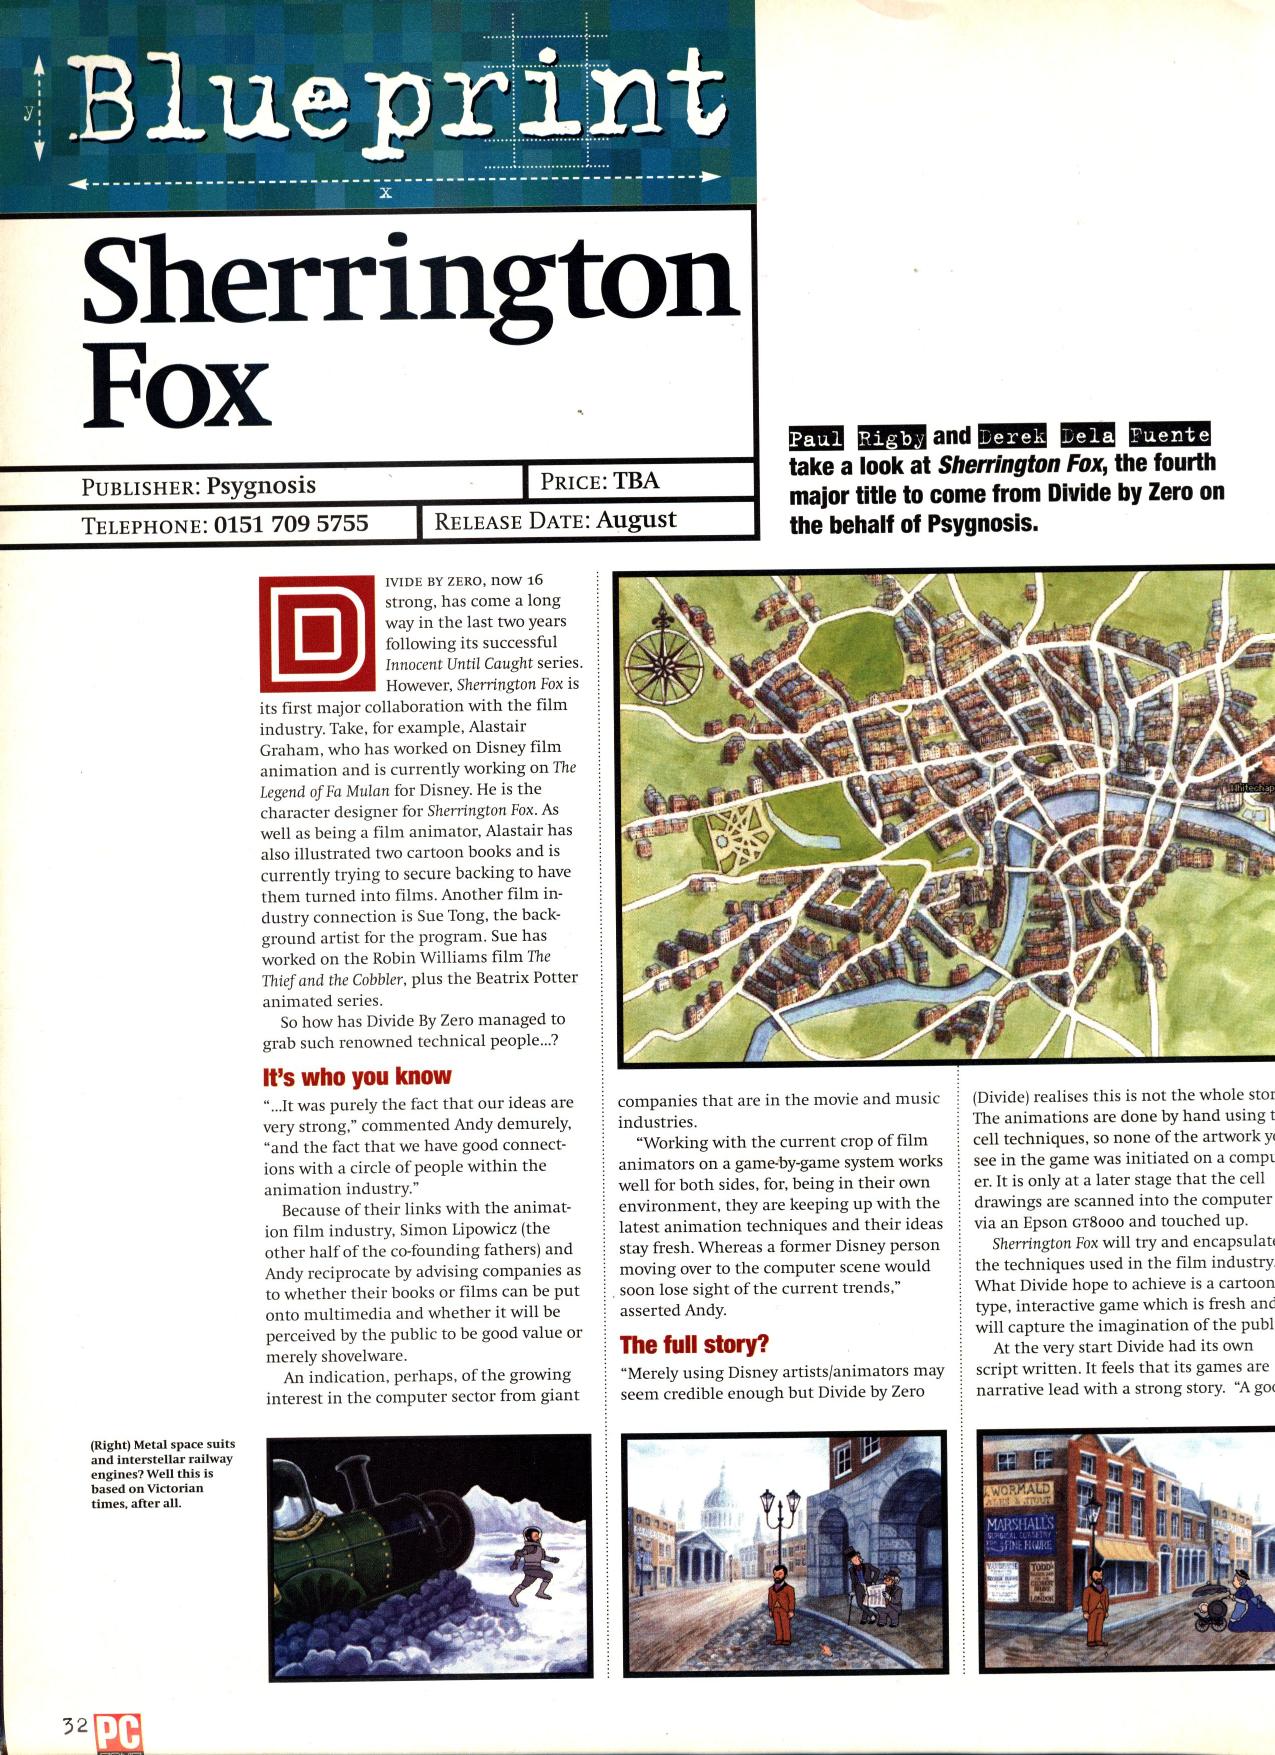 Blueprint
y
x
Sherrington
Fox
PUBLISHER: Psygnosis
PRICE: TBA
TELEPHONE: 0151 709 5755
RELEASE DATE: August
Paul Rigby and Derek Dela Fuente
take a look at Sherrington Fox, the fourth
major title to come from Divide by Zero on
the behalf of Psygnosis.
DIVIDE BY ZERO, now 16
strong, has come a long
way in the last two years
following its successful
Innocent Until Caught series.
However, Sherrington Fox is
its first major collaboration with the film
industry. Take, for example, Alastair
Graham, who has worked on Disney film
animation and is currently working on The
Legend of Fa Mulan for Disney. He is the
character designer for Sherrington Fox. As
well as being a film animator, Alastair has
also illustrated two cartoon books and is
currently trying to secure backing to have
them turned into films. Another film in-
dustry connection is Sue Tong, the back-
ground artist for the program. Sue has
worked on the Robin Williams film The
Thief and the Cobbler, plus the Beatrix Potter
animated series.
So how has Divide By Zero managed to
grab such renowned technical people...?
It's who you know
“...It was purely the fact that our ideas are
very strong,” commented Andy demurely,
“and the fact that we have good connect-
ions with a circle of people within the
animation industry.”
Because of their links with the animat-
ion film industry, Simon Lipowicz (the
other half of the co-founding fathers) and
Andy reciprocate by advising companies as
to whether their books or films can be put
onto multimedia and whether it will be
perceived by the public to be good value or
merely shovelware.
An indication, perhaps, of the growing
interest in the computer sector from giant
Whitechap
companies that are in the movie and music
industries.
“Working with the current crop of film
animators on a game-by-game system works
well for both sides, for, being in their own
environment, they are keeping up with the
latest animation techniques and their ideas
stay fresh. Whereas a former Disney person
moving over to the computer scene would
soon lose sight of the current trends,”
asserted Andy.
The full story?
“Merely using Disney artists/animators may
seem credible enough but Divide by Zero
(Divide) realises this is not the whole stor
The animations are done by hand using t
cell techniques, so none of the artwork yo
see in the game was initiated on a compu
er. It is only at a later stage that the cell
drawings are scanned into the computer
via an Epson GT8000 and touched up.
Sherrington Fox will try and encapsulate
the techniques used in the film industry.
What Divide hope to achieve is a cartoon
type, interactive game which is fresh and
will capture the imagination of the publ
At the very start Divide had its own
script written. It feels that its games are
narrative lead with a strong story. “A goo
(Right) Metal space suits
and interstellar railway
engines? Well this is
based on Victorian
times, after all.
WORMALD
ALES & STOUT
MARSHALL'S
SURGICAL CORSETRY
FINE FIGURE
TODD
LONDON
32 PC